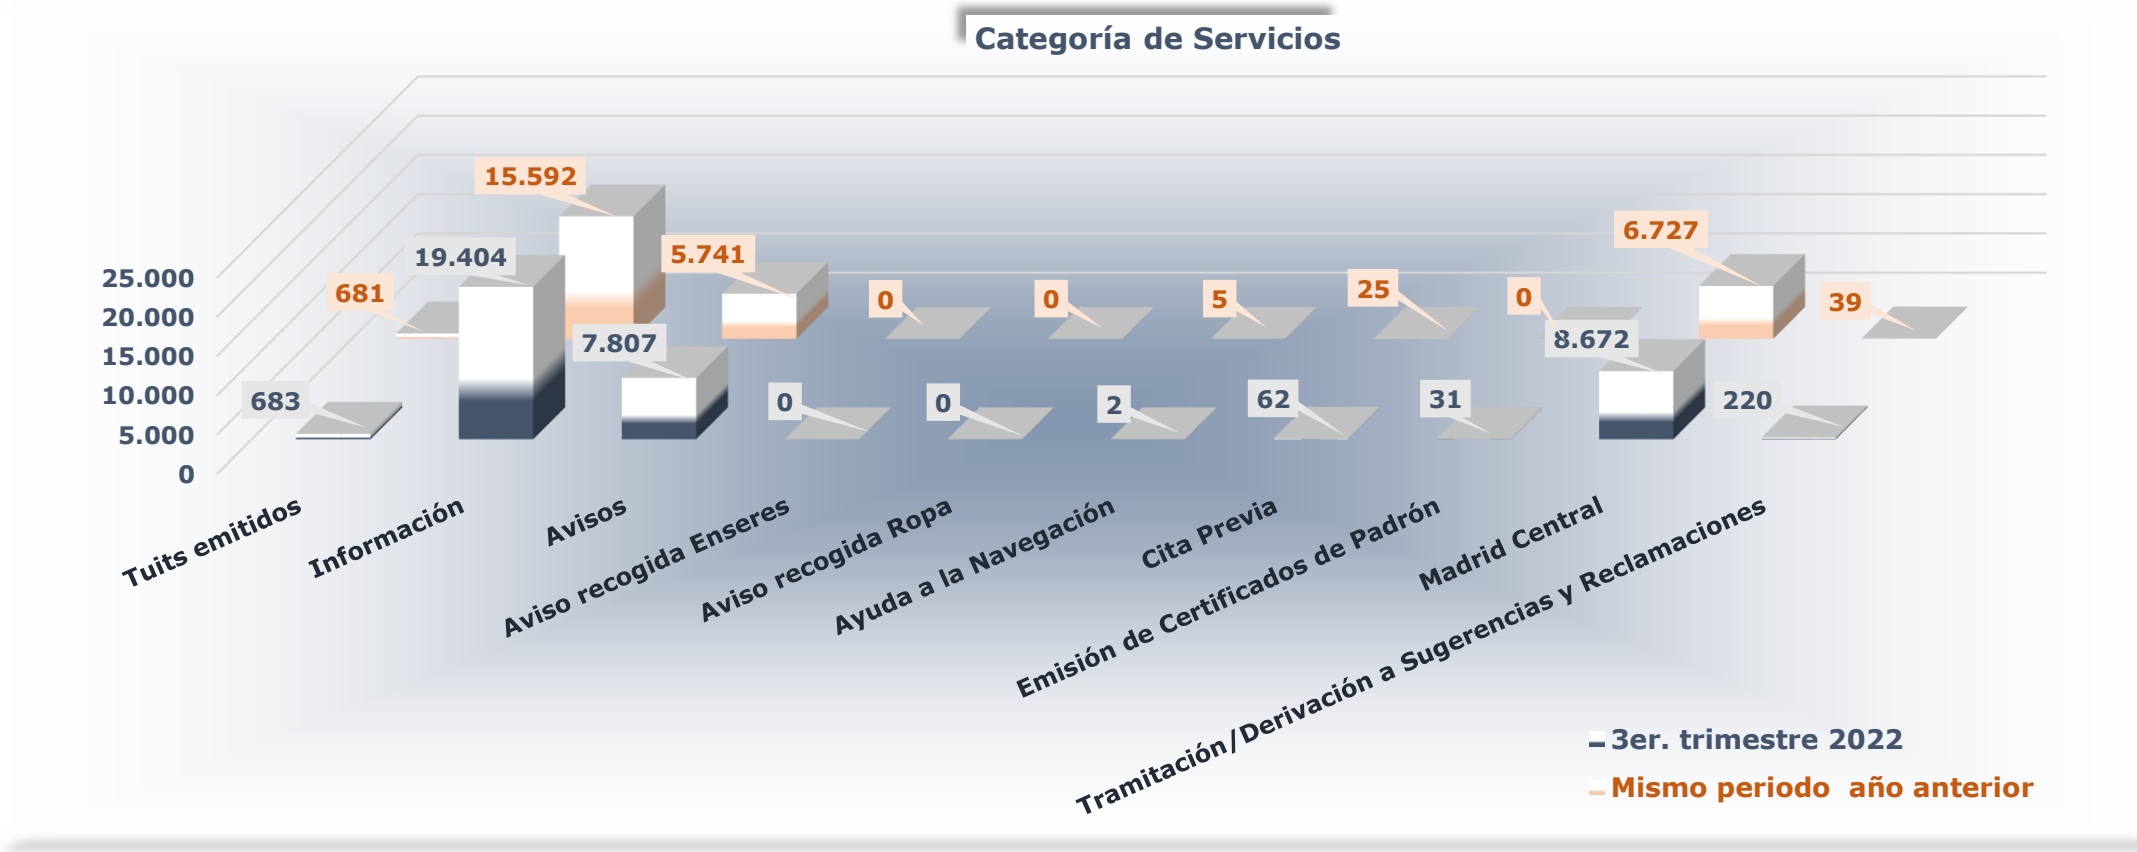 Categoría de Servicios
25.000
20.000
15.000
10.000
5.000
0
681
15.592
5.741
0
0
5
25
0
6.727
39
683
19.404
7.807
0
0
2
62
31
8.672
220
Tuits emitidos
Información
Avisos
Aviso recogida Enseres
Aviso recogida Ropa
Ayuda a la Navegación
Cita Previa
Emisión de Certificados de Padrón
Madrid Central
Tramitación/Derivación a Sugerencias y Reclamaciones
3er. trimestre 2022
Mismo periodo  año anterior